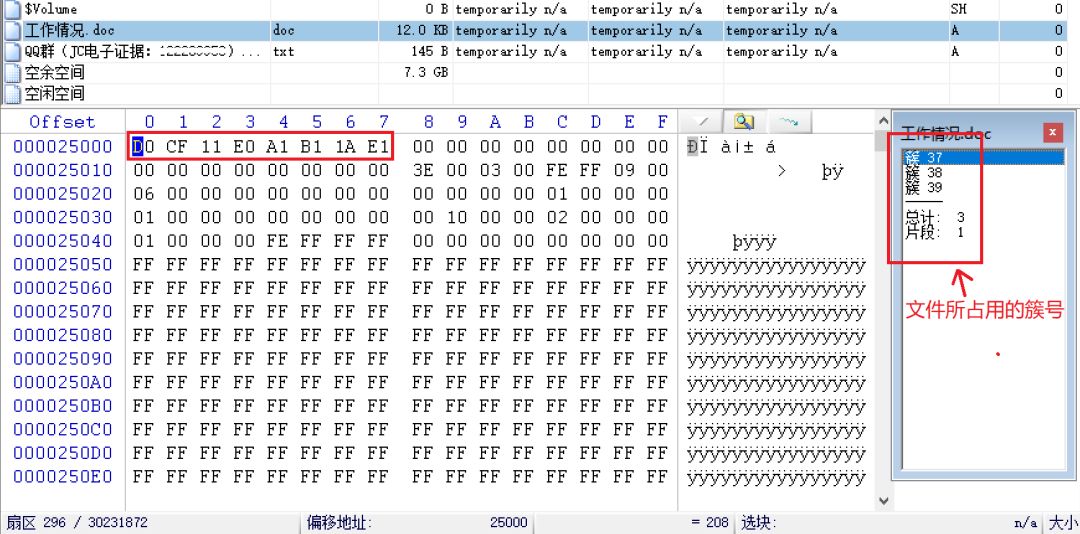 $Volume 0 B temporarily n/a temporarily n/a temporarily n/a SH 0
工作情况.doc doc 12.0 KB temporarily n/a temporarily n/a temporarily n/a A 0
QQ群（JC电子证据: )... txt 145 B temporarily n/a temporarily n/a temporarily n/a A 0
空余空间 7.3 GB 0
空闲空间 0
Offset 0 1 2 3 4 5 6 7 8 9 A B C D E F
000025000 D0 CF 11 E0 A1 B1 1A E1 00 00 00 00 00 00 00 00 ÐÏ à¡± á
000025010 00 00 00 00 00 00 00 00 3E 00 03 00 FE FF 09 00 > þÿ
000025020 06 00 00 00 00 00 00 00 00 00 00 00 01 00 00 00
000025030 01 00 00 00 00 00 00 00 00 10 00 00 02 00 00 00
000025040 01 00 00 00 FE FF FF FF 00 00 00 00 00 00 00 00 þÿÿÿ
000025050 FF FF FF FF FF FF FF FF FF FF FF FF FF FF FF FF ÿÿÿÿÿÿÿÿÿÿÿÿÿÿÿÿ
000025060 FF FF FF FF FF FF FF FF FF FF FF FF FF FF FF FF ÿÿÿÿÿÿÿÿÿÿÿÿÿÿÿÿ
000025070 FF FF FF FF FF FF FF FF FF FF FF FF FF FF FF FF ÿÿÿÿÿÿÿÿÿÿÿÿÿÿÿÿ
000025080 FF FF FF FF FF FF FF FF FF FF FF FF FF FF FF FF ÿÿÿÿÿÿÿÿÿÿÿÿÿÿÿÿ
000025090 FF FF FF FF FF FF FF FF FF FF FF FF FF FF FF FF ÿÿÿÿÿÿÿÿÿÿÿÿÿÿÿÿ
0000250A0 FF FF FF FF FF FF FF FF FF FF FF FF FF FF FF FF ÿÿÿÿÿÿÿÿÿÿÿÿÿÿÿÿ
0000250B0 FF FF FF FF FF FF FF FF FF FF FF FF FF FF FF FF ÿÿÿÿÿÿÿÿÿÿÿÿÿÿÿÿ
0000250C0 FF FF FF FF FF FF FF FF FF FF FF FF FF FF FF FF ÿÿÿÿÿÿÿÿÿÿÿÿÿÿÿÿ
0000250D0 FF FF FF FF FF FF FF FF FF FF FF FF FF FF FF FF ÿÿÿÿÿÿÿÿÿÿÿÿÿÿÿÿ
0000250E0 FF FF FF FF FF FF FF FF FF FF FF FF FF FF FF FF ÿÿÿÿÿÿÿÿÿÿÿÿÿÿÿÿ
工作情况.doc
簇 37
簇 38
簇 39
总计: 3
片段: 1
文件所占用的簇号
扇区 296 / 30231872 偏移地址: 25000 = 208 选块: n/a 大小